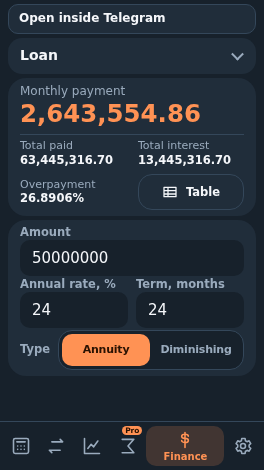 Open inside Telegram
Loan
Monthly payment
2,643,554.86
Total paid
Total interest
63,445,316.70
13,445,316.70
Overpayment
26.8906%
Table
Amount
50000000
Annual rate, %
Term, months
24
24
Type
Annuity
Diminishing
Pro
Finance